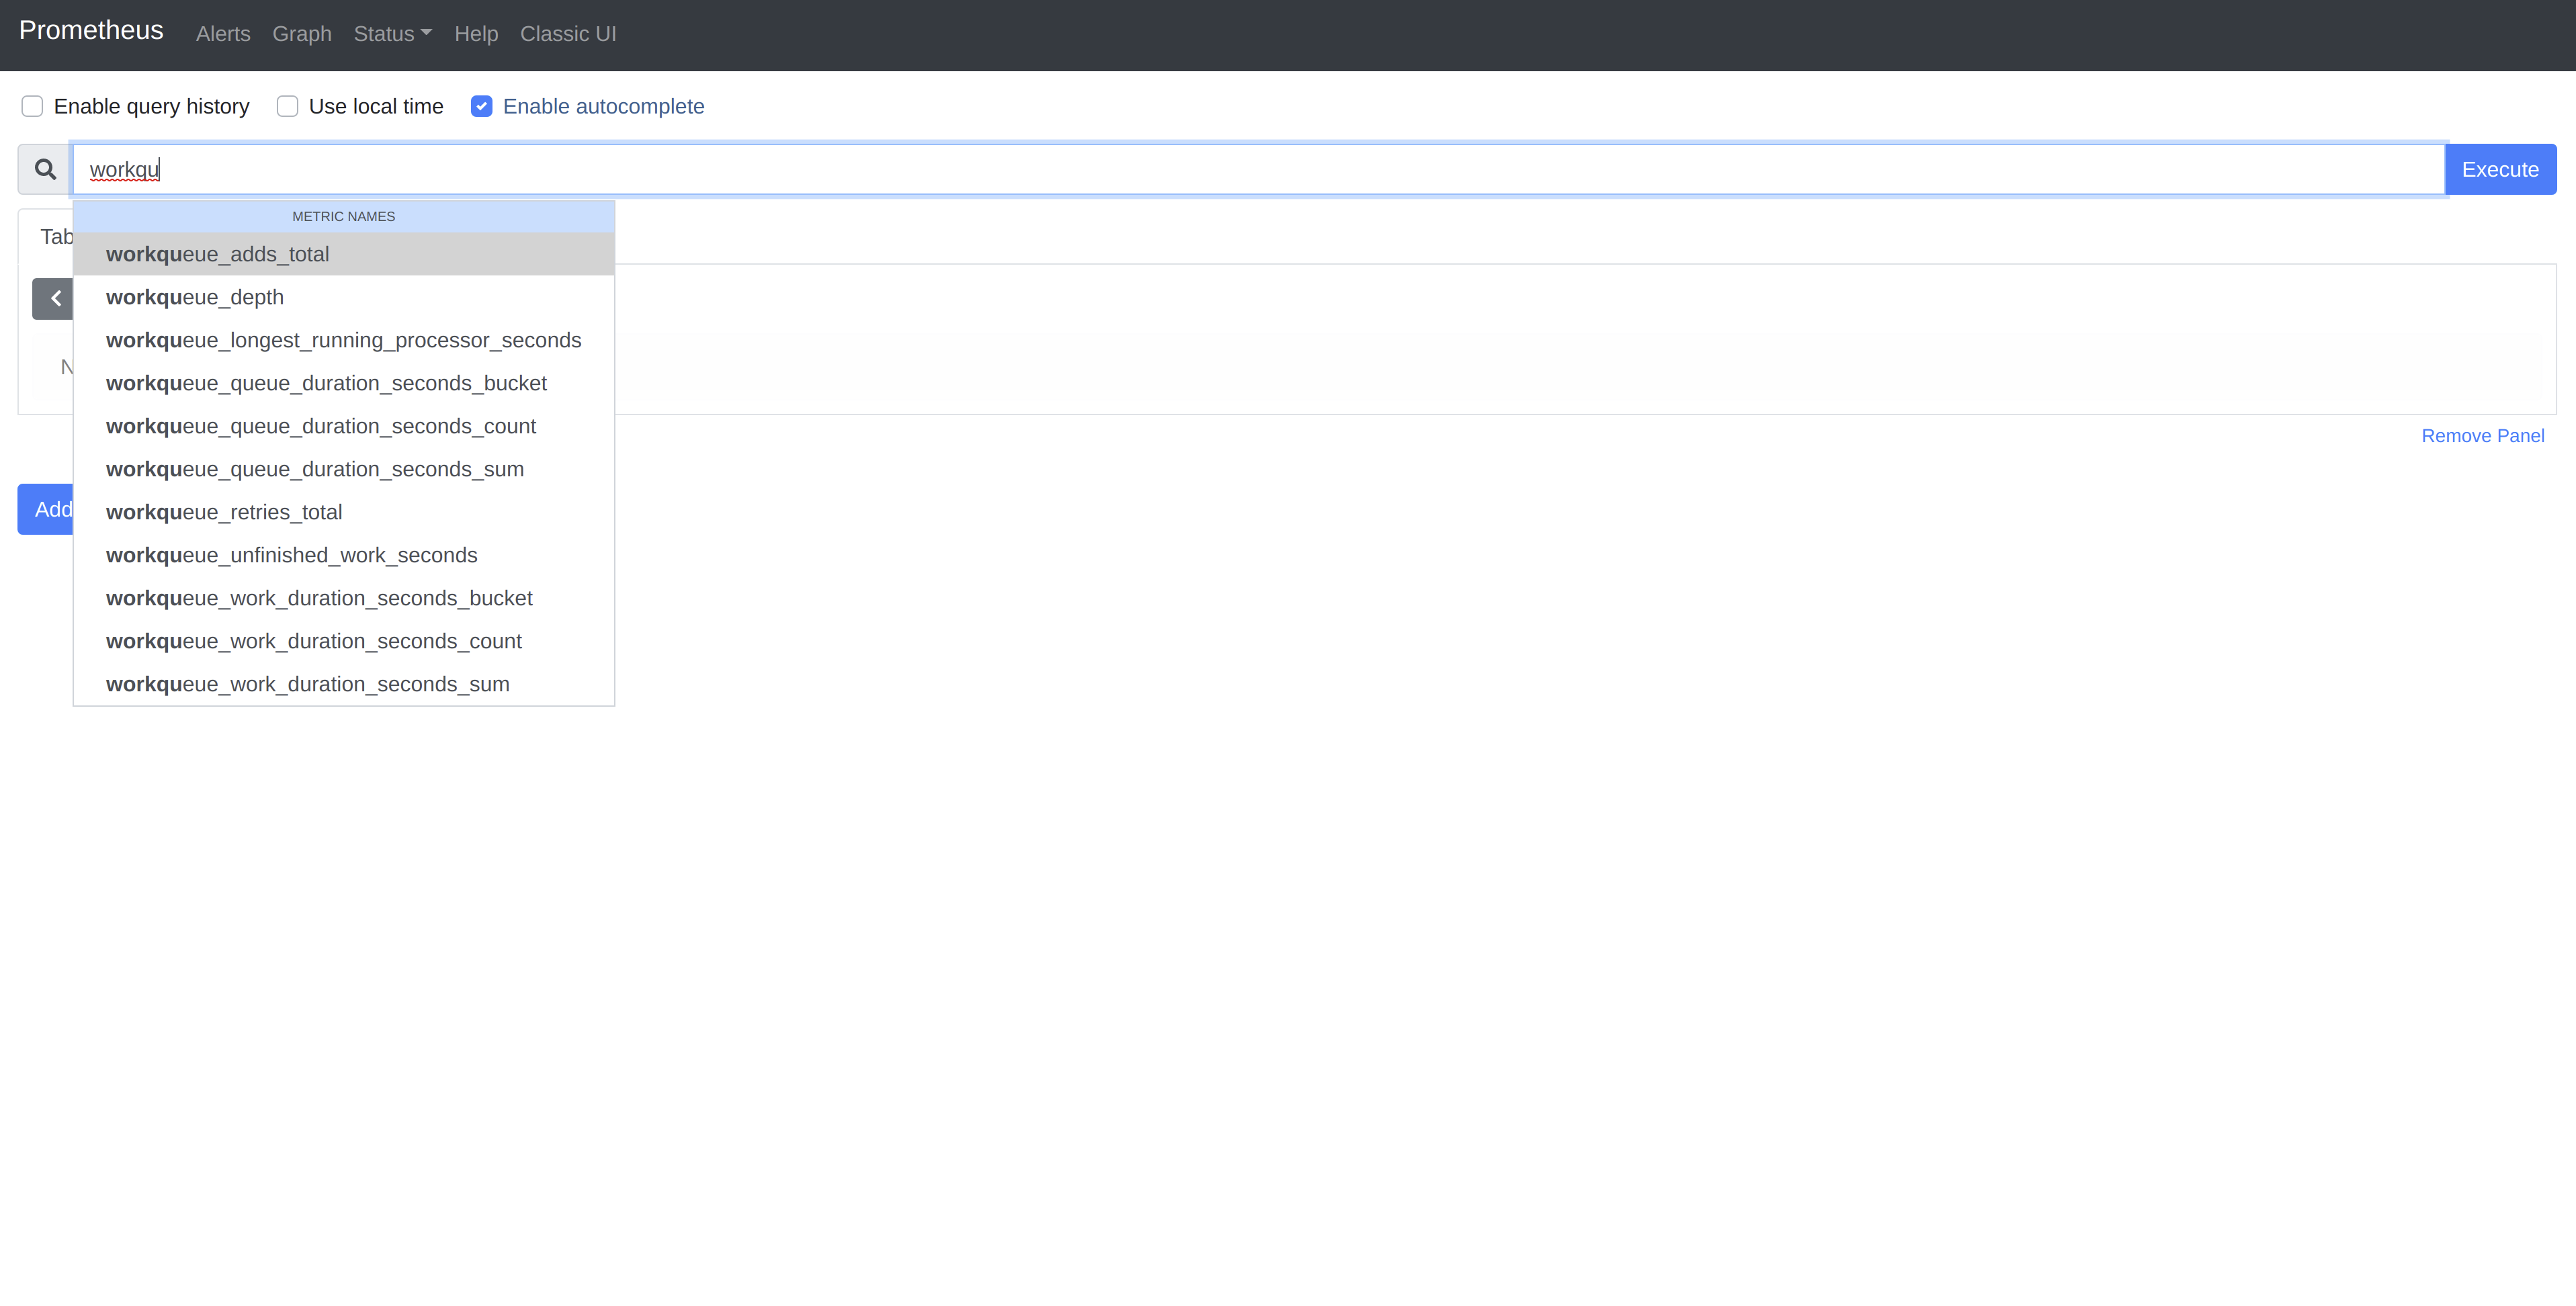 Prometheus Alerts Graph Status Help Classic UI
Enable query history Use local time Enable autocomplete
workqu Execute
METRIC NAMES
Tab
workqueue_adds_total
workqueue_depth
workqueue_longest_running_processor_seconds
N
workqueue_queue_duration_seconds_bucket
workqueue_queue_duration_seconds_count
Remove Panel
workqueue_queue_duration_seconds_sum
Add
workqueue_retries_total
workqueue_unfinished_work_seconds
workqueue_work_duration_seconds_bucket
workqueue_work_duration_seconds_count
workqueue_work_duration_seconds_sum